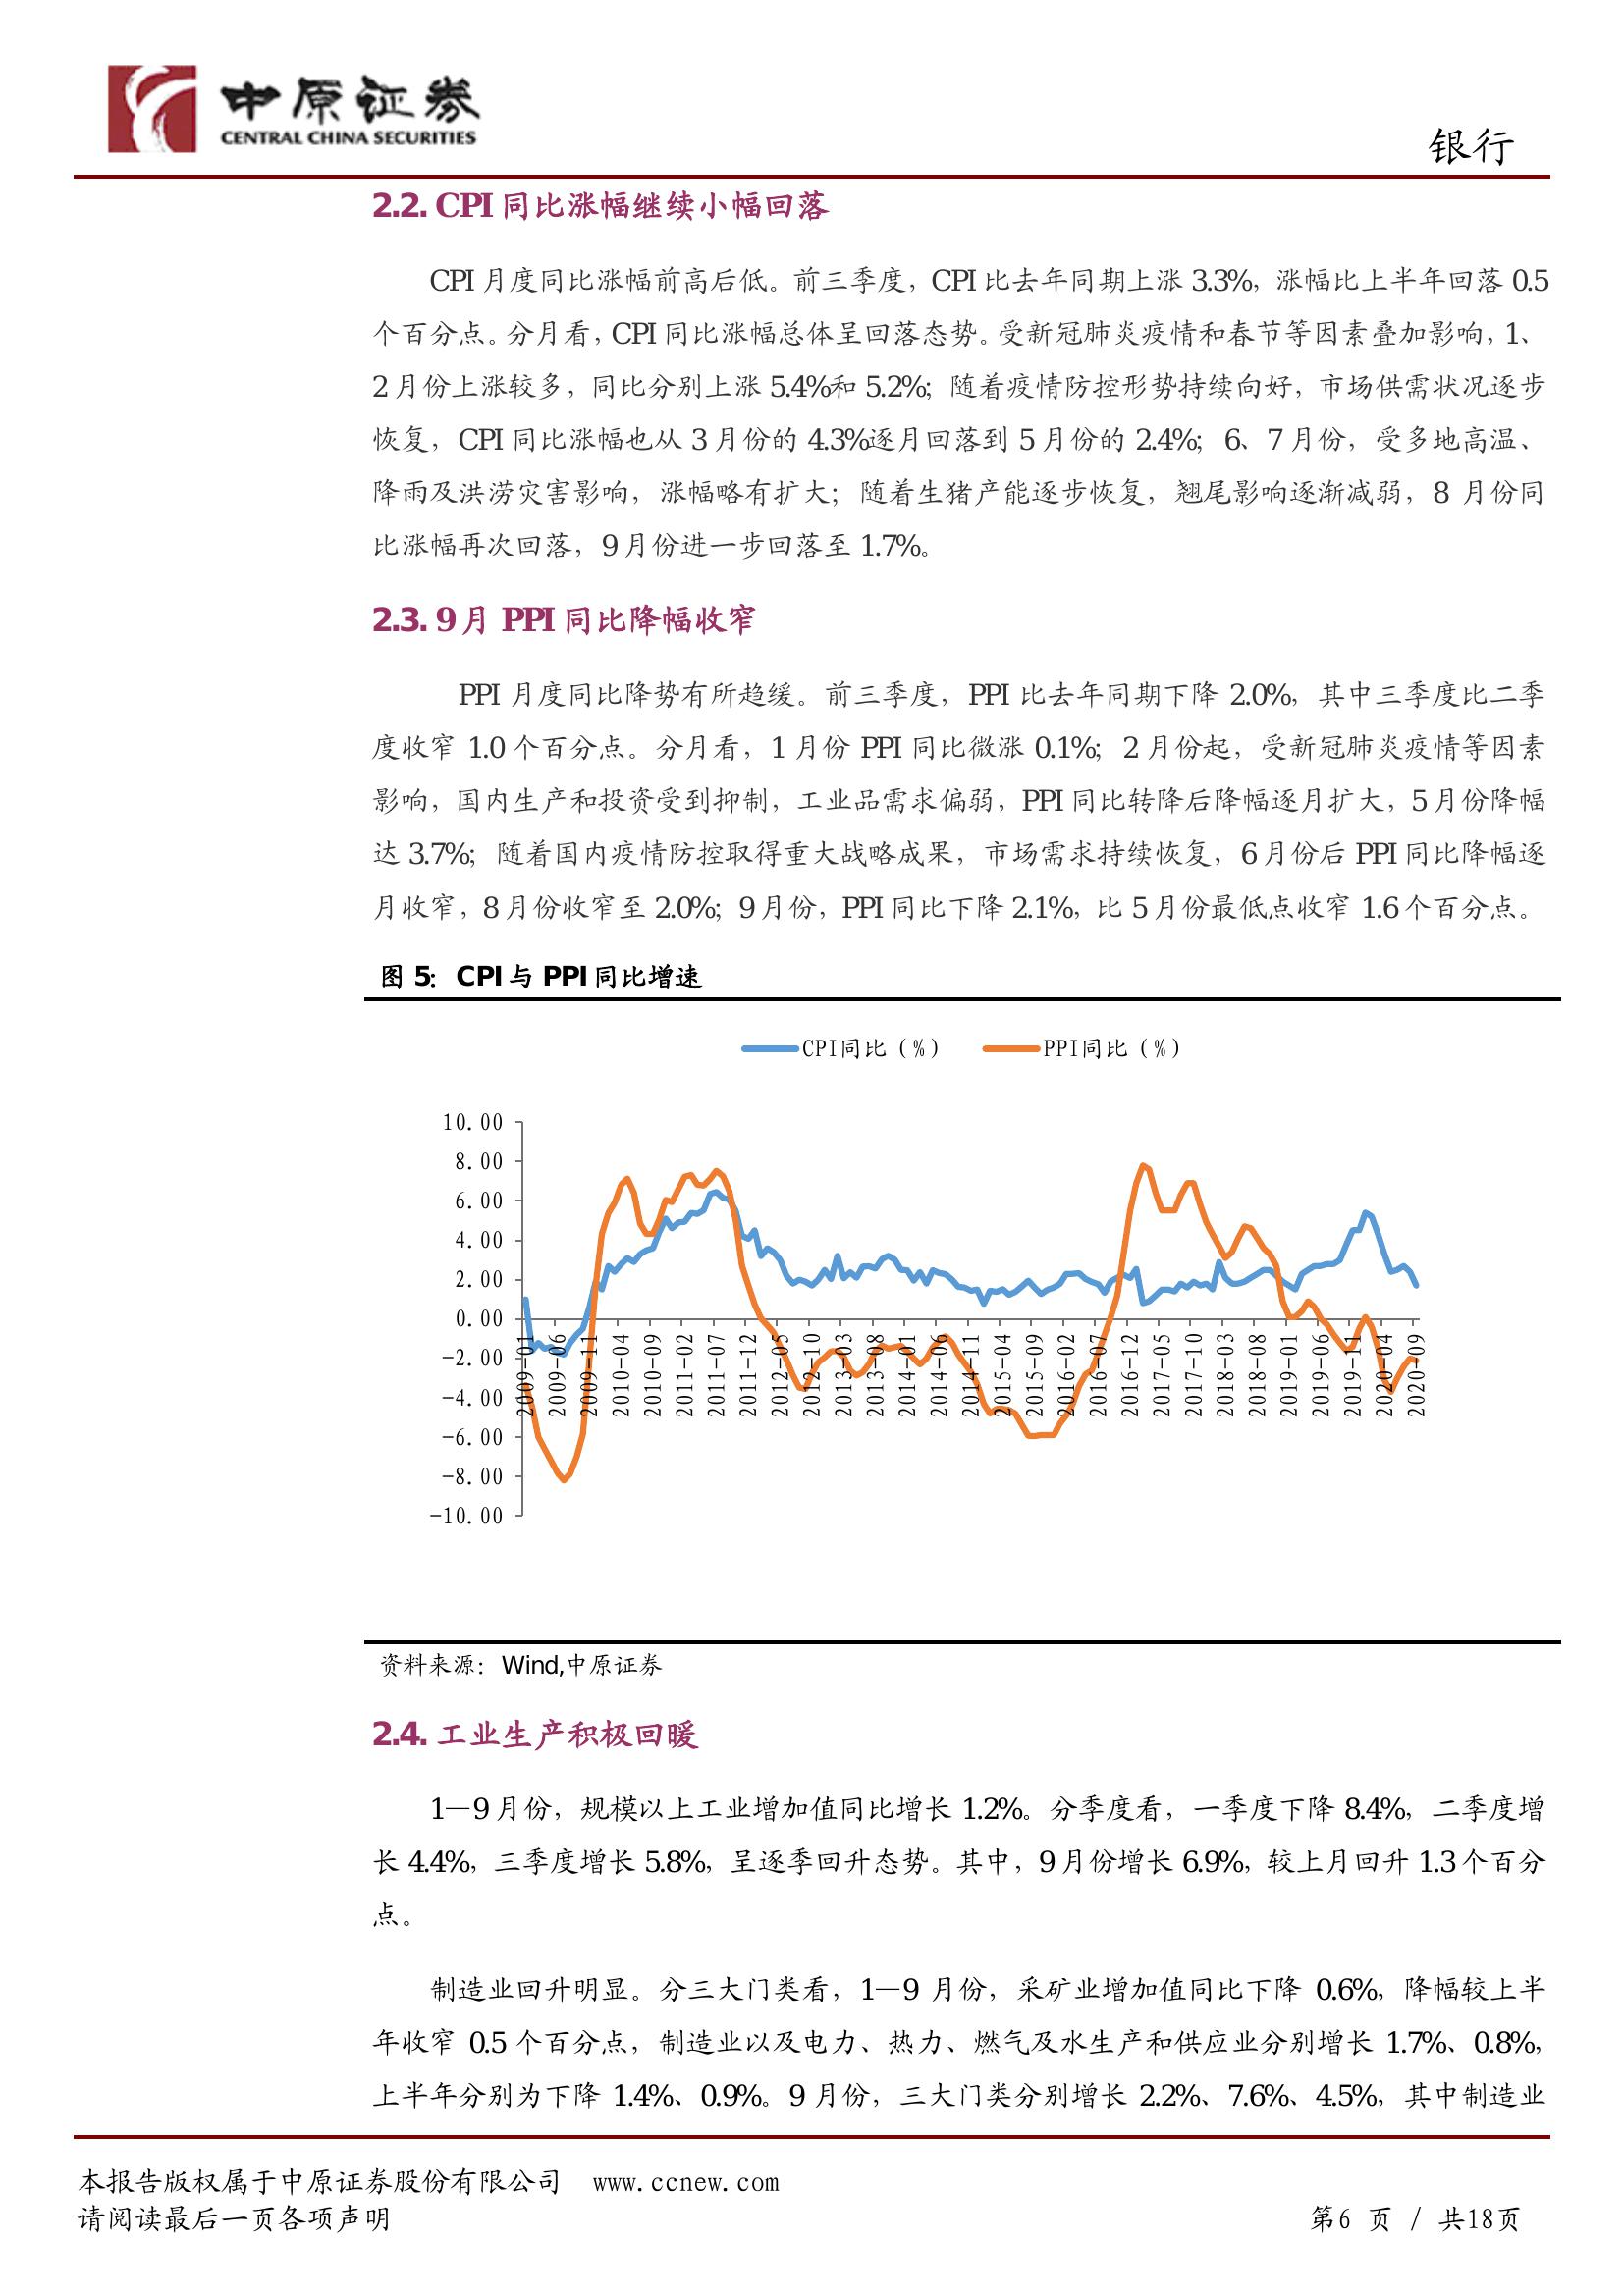 中原证券
CENTRAL CHINA SECURITIES
银行
2.2. CPI 同比涨幅继续小幅回落
CPI 月度同比涨幅前高后低。前三季度，CPI 比去年同期上涨 3.3%，涨幅比上半年回落 0.5
个百分点。分月看，CPI 同比涨幅总体呈回落态势。受新冠肺炎疫情和春节等因素叠加影响，1、
2 月份上涨较多，同比分别上涨 5.4%和 5.2%；随着疫情防控形势持续向好，市场供需状况逐步
恢复，CPI 同比涨幅也从 3 月份的 4.3%逐月回落到 5 月份的 2.4%；6、7 月份，受多地高温、
降雨及洪涝灾害影响，涨幅略有扩大；随着生猪产能逐步恢复，翘尾影响逐渐减弱，8 月份同
比涨幅再次回落，9 月份进一步回落至 1.7%。
2.3. 9 月 PPI 同比降幅收窄
PPI 月度同比降势有所趋缓。前三季度，PPI 比去年同期下降 2.0%，其中三季度比二季
度收窄 1.0 个百分点。分月看，1 月份 PPI 同比微涨 0.1%；2 月份起，受新冠肺炎疫情等因素
影响，国内生产和投资受到抑制，工业品需求偏弱，PPI 同比转降后降幅逐月扩大，5 月份降幅
达 3.7%；随着国内疫情防控取得重大战略成果，市场需求持续恢复，6 月份后 PPI 同比降幅逐
月收窄，8 月份收窄至 2.0%；9 月份，PPI 同比下降 2.1%，比 5 月份最低点收窄 1.6 个百分点。
图 5：CPI 与 PPI 同比增速
CPI同比（%） PPI同比（%）
10.00
8.00
6.00
4.00
2.00
0.00
-2.00
-4.00
-6.00
-8.00
-10.00
2009-01
2009-06
2009-11
2010-04
2010-09
2011-02
2011-07
2011-12
2012-05
2012-10
2013-03
2013-08
2014-01
2014-06
2014-11
2015-04
2015-09
2016-02
2016-07
2016-12
2017-05
2017-10
2018-03
2018-08
2019-01
2019-06
2019-11
2020-04
2020-09
资料来源：Wind,中原证券
2.4. 工业生产积极回暖
1—9 月份，规模以上工业增加值同比增长 1.2%。分季度看，一季度下降 8.4%，二季度增
长 4.4%，三季度增长 5.8%，呈逐季回升态势。其中，9 月份增长 6.9%，较上月回升 1.3 个百分
点。
制造业回升明显。分三大门类看，1—9 月份，采矿业增加值同比下降 0.6%，降幅较上半
年收窄 0.5 个百分点，制造业以及电力、热力、燃气及水生产和供应业分别增长 1.7%、0.8%，
上半年分别为下降 1.4%、0.9%。9 月份，三大门类分别增长 2.2%、7.6%、4.5%，其中制造业
本报告版权属于中原证券股份有限公司 www.ccnew.com
请阅读最后一页各项声明
第6 页 / 共18页